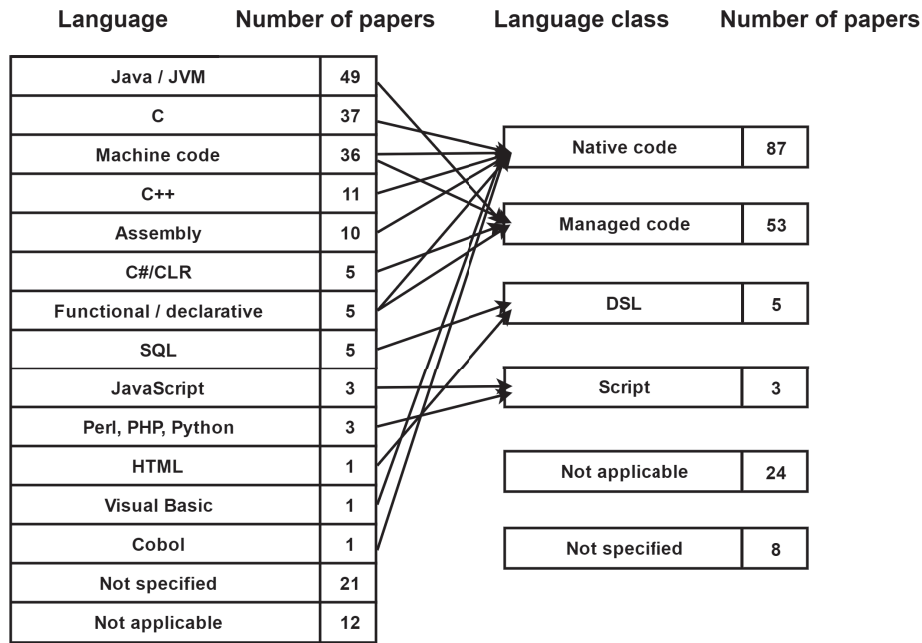 Language Number of papers Language class Number of papers
Java / JVM 49
C 37
Machine code 36
C++ 11
Assembly 10
C#/CLR 5
Functional / declarative 5
SQL 5
JavaScript 3
Perl, PHP, Python 3
HTML 1
Visual Basic 1
Cobol 1
Not specified 21
Not applicable 12
Native code 87
Managed code 53
DSL 5
Script 3
Not applicable 24
Not specified 8